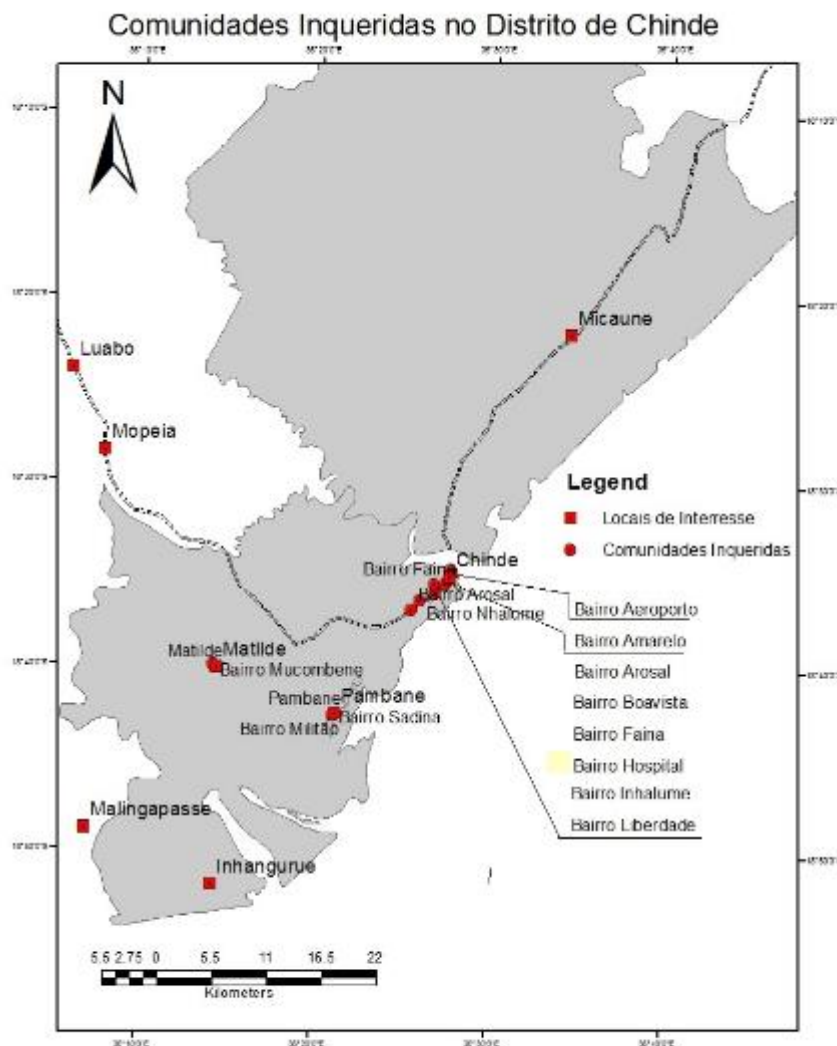 Comunidades Inqueridas no Distrito de Chinde
N
Micaune
Luabo
Mopeia
Legend
Locais de Interresse
Comunidades Inqueridas
Chinde
Bairro Faina
Bairro Arosal
Bairro Nhalome
Bairro Aeroporto
Bairro Amarelo
Bairro Arosal
Bairro Boavista
Bairro Faina
Bairro Hospital
Bairro Inhalume
Bairro Liberdade
Matilde Matilde
Bairro Mucombene
Pambane Pambane
Bairro Sadina
Bairro Militão
Malingapasse
Inhangurue
5.5 2.75 0 5.5 11 16.5 22
Kilometers